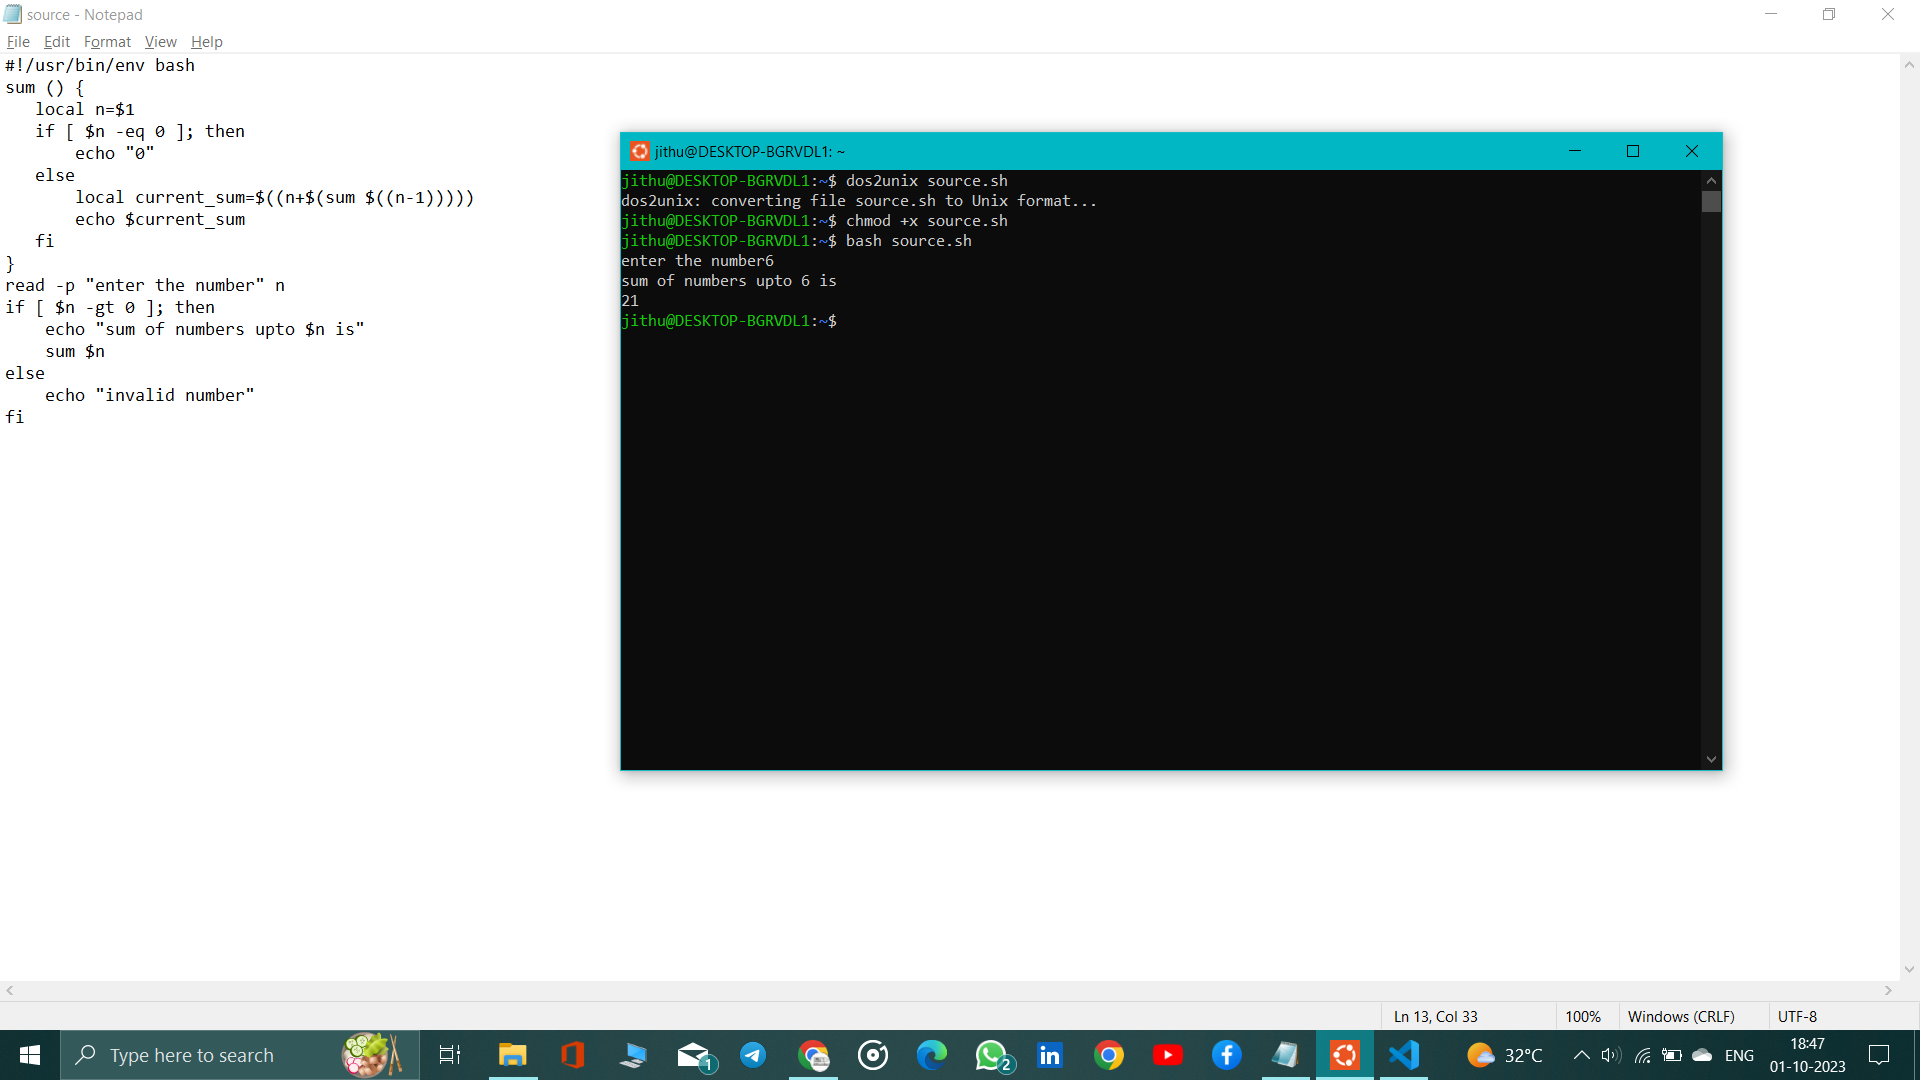 source - Notepad
File Edit Format View Help
#!/usr/bin/env bash
sum () {
   local n=$1
   if [ $n -eq 0 ]; then
       echo "0"
   else
       local current_sum=$((n+$(sum $((n-1)))))
       echo $current_sum
   fi
}
read -p "enter the number" n
if [ $n -gt 0 ]; then
    echo "sum of numbers upto $n is"
    sum $n
else
    echo "invalid number"
fi
jithu@DESKTOP-BGRVDL1: ~
jithu@DESKTOP-BGRVDL1:~$ dos2unix source.sh
dos2unix: converting file source.sh to Unix format...
jithu@DESKTOP-BGRVDL1:~$ chmod +x source.sh
jithu@DESKTOP-BGRVDL1:~$ bash source.sh
enter the number6
sum of numbers upto 6 is
21
jithu@DESKTOP-BGRVDL1:~$
Ln 13, Col 33 100% Windows (CRLF) UTF-8
Type here to search
1
2
in
32°C
ENG
18:47
01-10-2023